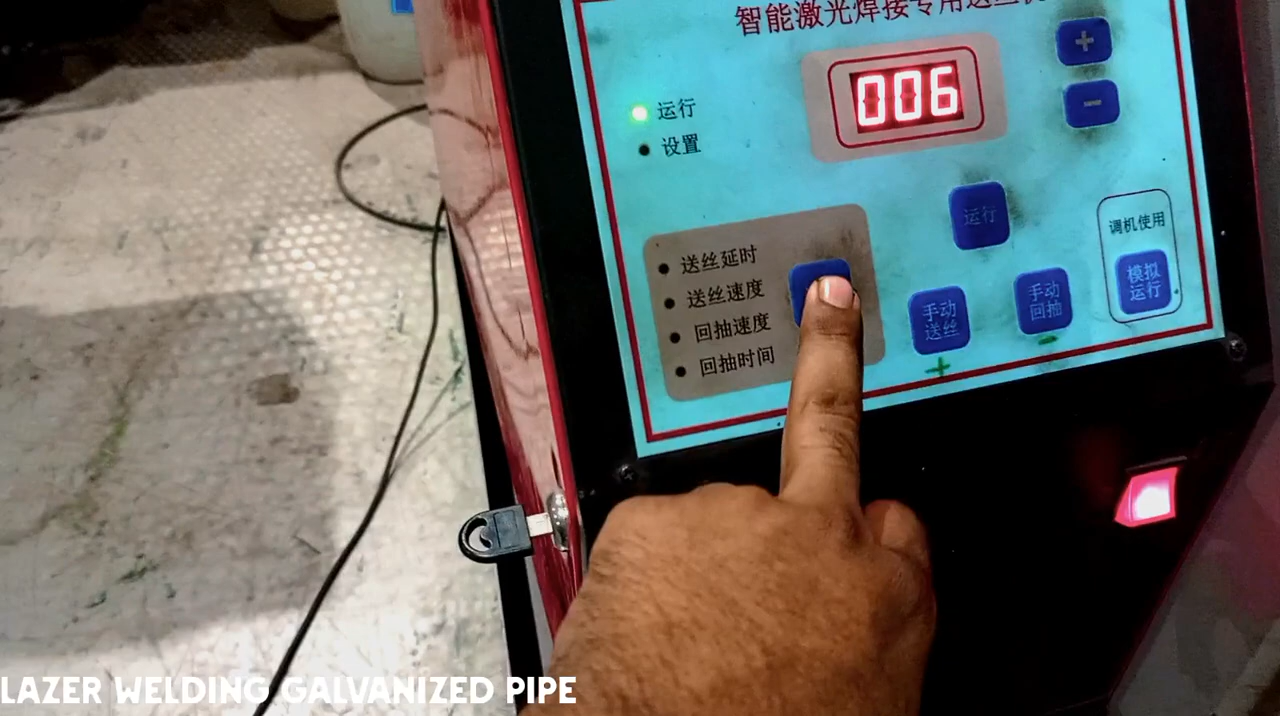 智能激光焊接专用送丝机
006
运行
设置
运行
调机使用
模拟
运行
送丝延时
送丝速度
回抽速度
回抽时间
手动
送丝
手动
回抽
+
-
LAZER WELDING GALVANIZED PIPE